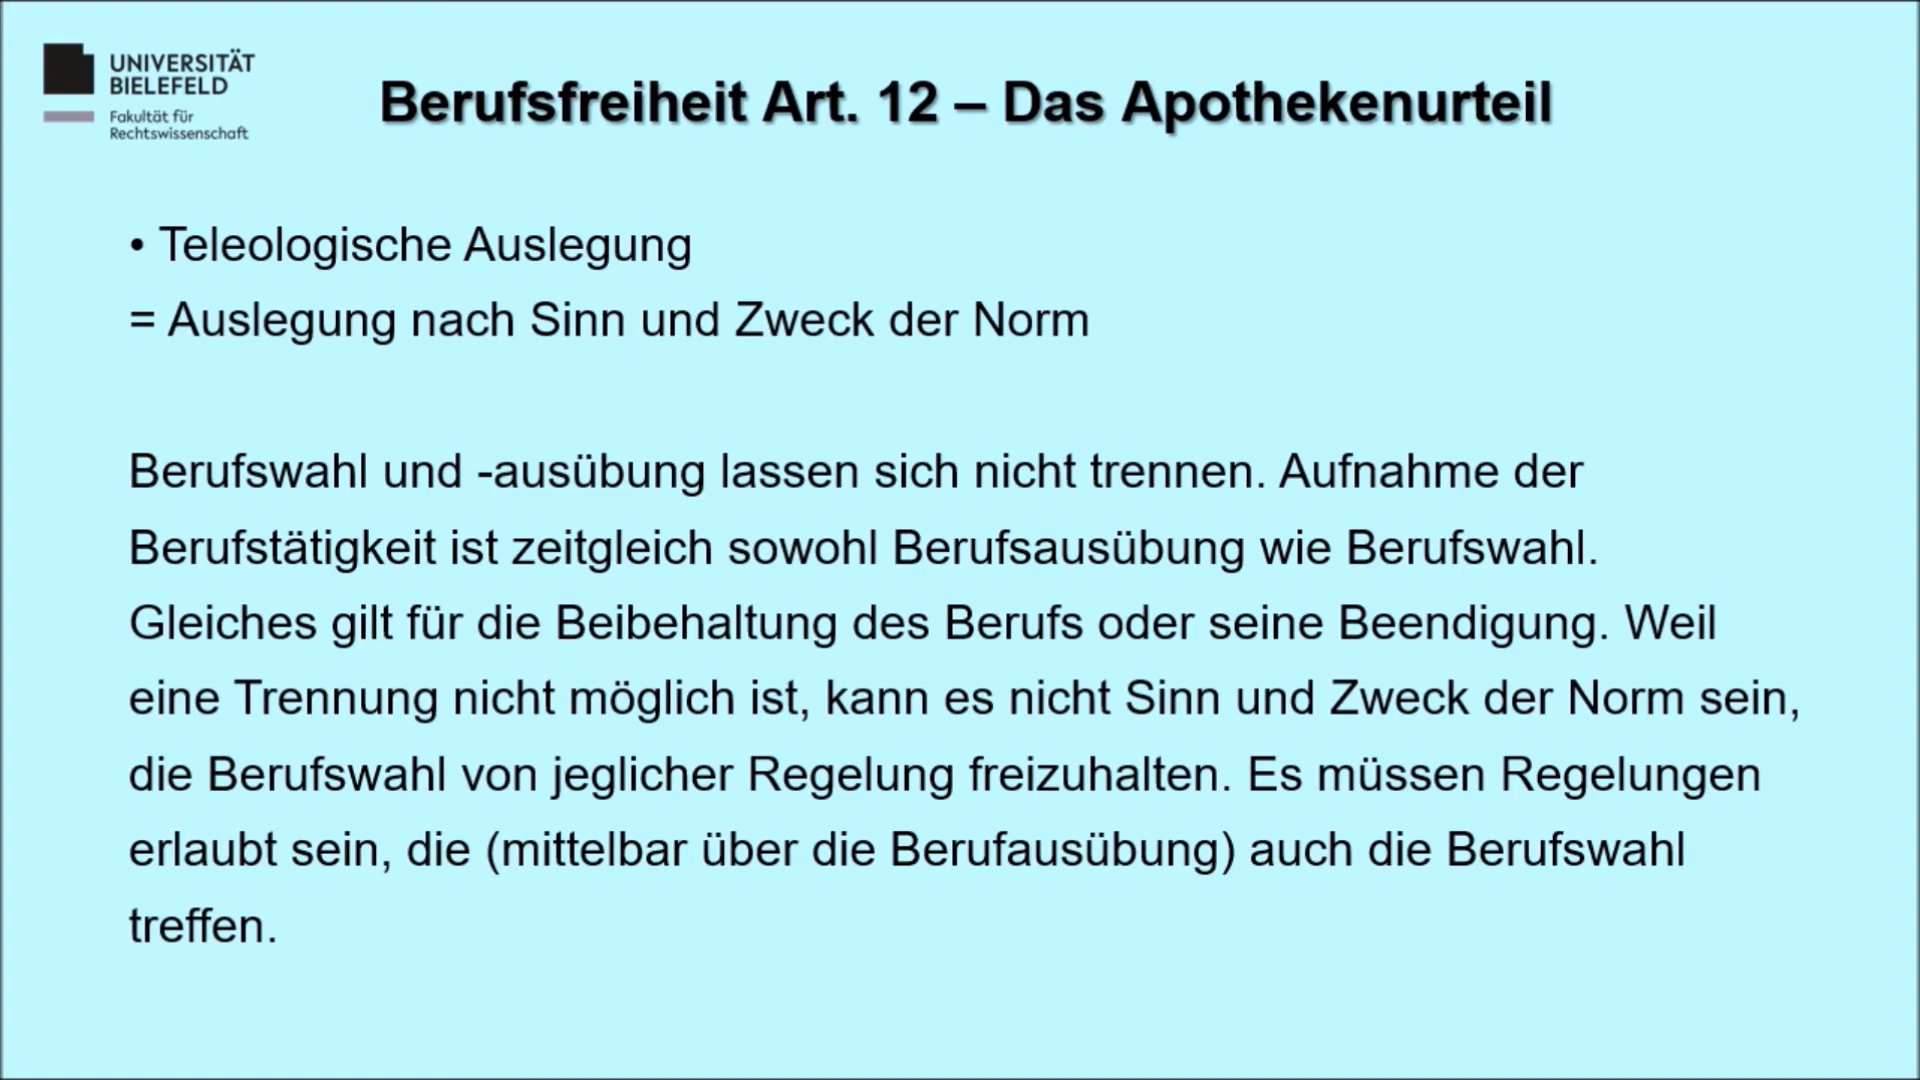 UNIVERSITÄT
BIELEFELD
Fakultät für
Rechtswissenschaft
Berufsfreiheit Art. 12 – Das Apothekenurteil
• Teleologische Auslegung
= Auslegung nach Sinn und Zweck der Norm
Berufswahl und -ausübung lassen sich nicht trennen. Aufnahme der
Berufstätigkeit ist zeitgleich sowohl Berufsausübung wie Berufswahl.
Gleiches gilt für die Beibehaltung des Berufs oder seine Beendigung. Weil
eine Trennung nicht möglich ist, kann es nicht Sinn und Zweck der Norm sein,
die Berufswahl von jeglicher Regelung freizuhalten. Es müssen Regelungen
erlaubt sein, die (mittelbar über die Berufausübung) auch die Berufswahl
treffen.